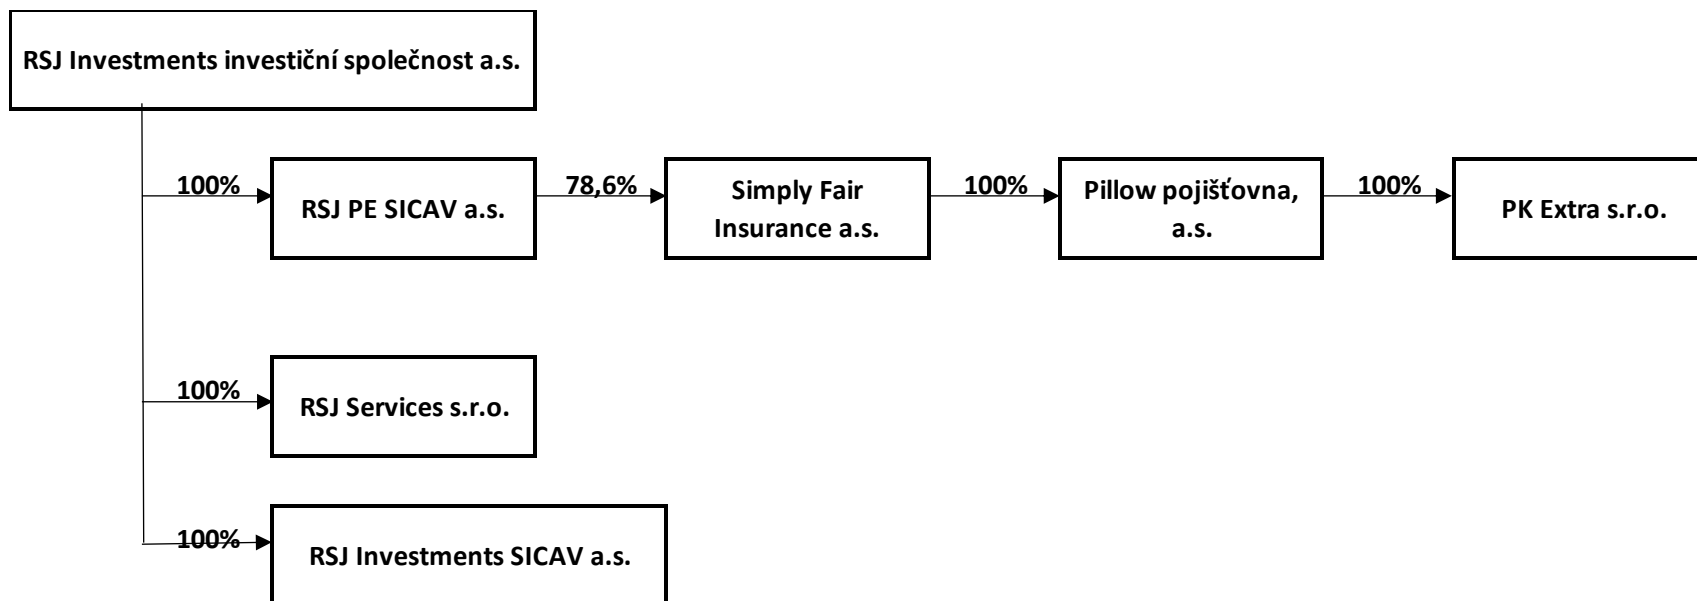 RSJ Investments investiční společnost a.s.
100%
RSJ PE SICAV a.s.
78,6%
Simply Fair
Insurance a.s.
100%
Pillow pojišťovna,
a.s.
100%
PK Extra s.r.o.
100%
RSJ Services s.r.o.
100%
RSJ Investments SICAV a.s.